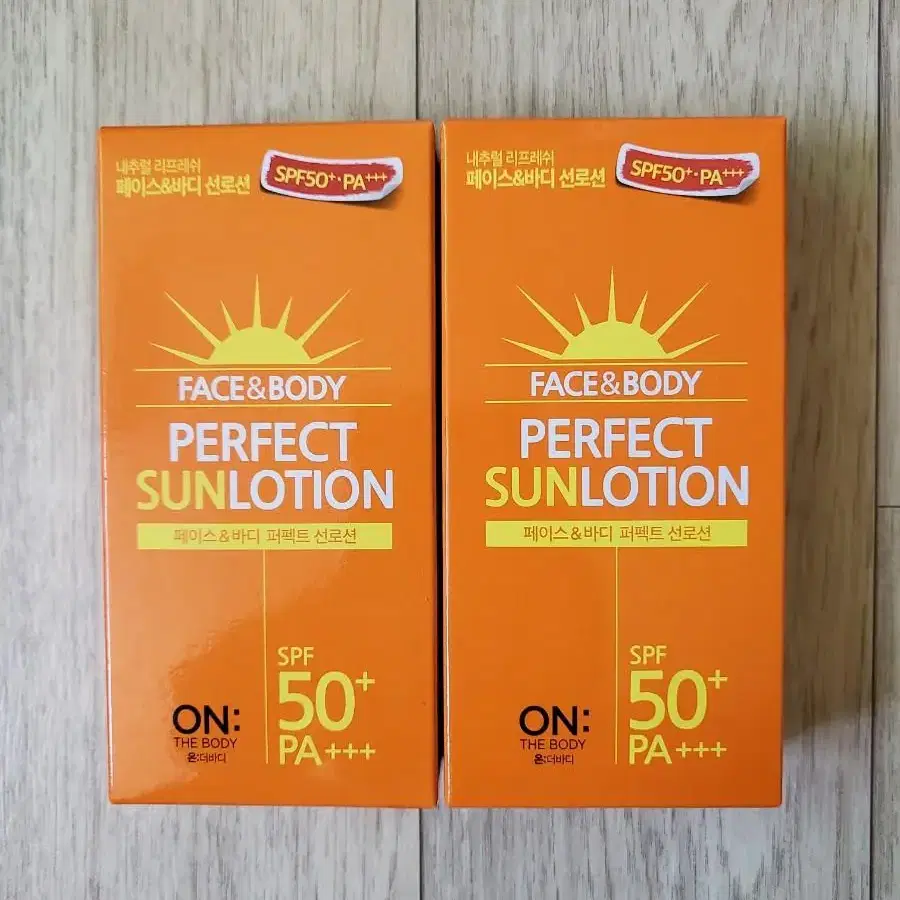 내추럴 리프레쉬
페이스&바디 선로션
SPF50+·PA+++
FACE&BODY
PERFECT
SUNLOTION
페이스&바디 퍼펙트 선로션
SPF
50+
PA+++
ON:
THE BODY
온:더바디
내추럴 리프레쉬
페이스&바디 선로션
SPF50+·PA+++
FACE&BODY
PERFECT
SUNLOTION
페이스&바디 퍼펙트 선로션
SPF
50+
PA+++
ON:
THE BODY
온:더바디